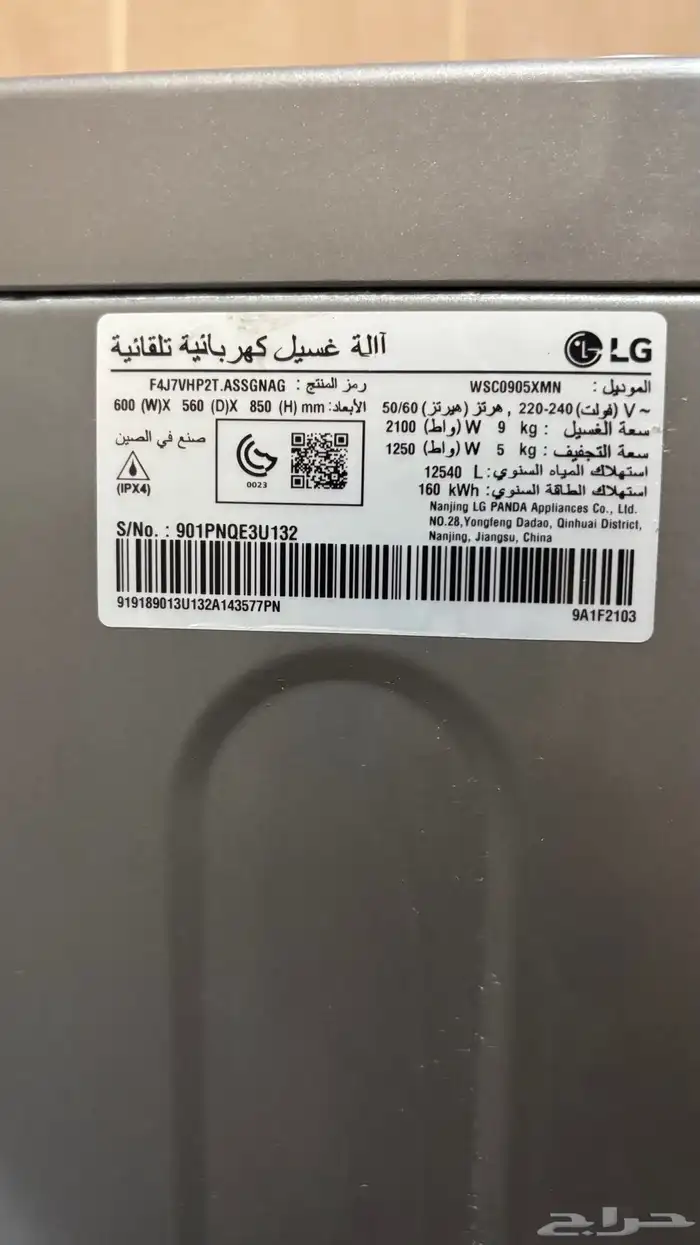 آالة غسيل كهربائية تلقائية
LG
الموديل: WSC0905XMN
رمز المنتج : F4J7VHP2T.ASSGNAG
~ V (فولت) 220-240 , هرتز (هيرتز) 50/60
الأبعاد: 600 (W)X 560 (D)X 850 (H) mm
سعة الغسيل : 9 kg 2100 W (واط)
سعة التجفيف : 5 kg 1250 W (واط)
صنع في الصين
استهلاك المياه السنوي: 12540 L
استهلاك الطاقة السنوي: 160 kWh
(IPX4)
0023
Nanjing LG PANDA Appliances Co., Ltd.
NO.28,Yongfeng Dadao, Qinhuai District,
Nanjing, Jiangsu, China
S/No. : 901PNQE3U132
919189013U132A143577PN
9A1F2103
حراج